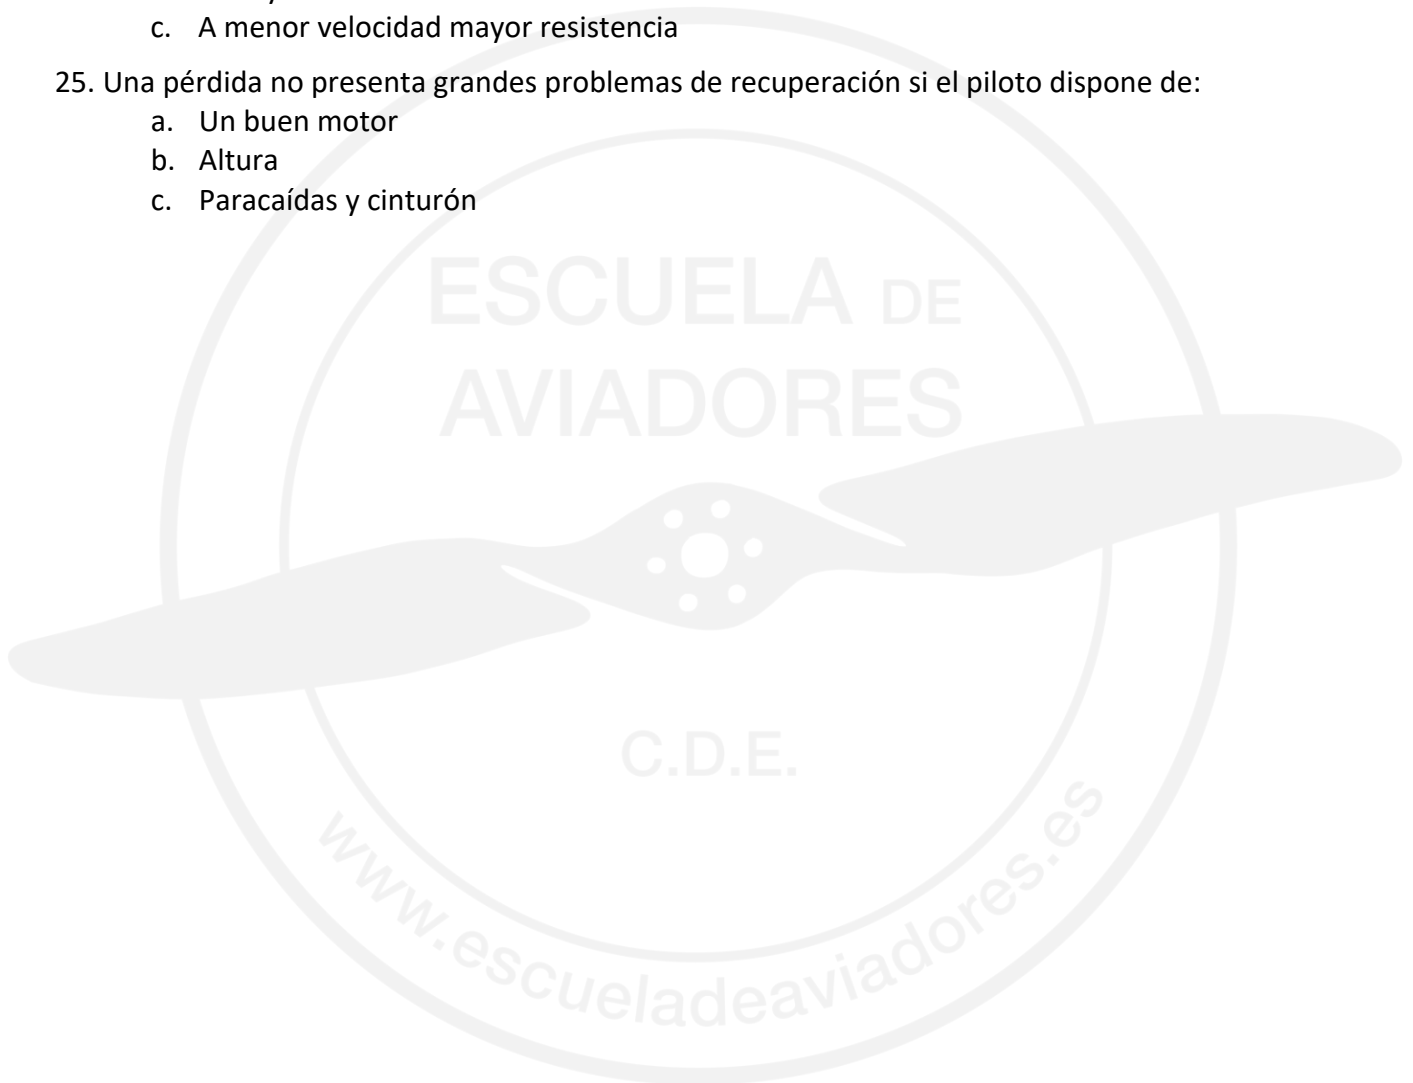 c. A menor velocidad mayor resistencia
25. Una pérdida no presenta grandes problemas de recuperación si el piloto dispone de:
a. Un buen motor
b. Altura
c. Paracaídas y cinturón
ESCUELA DE
AVIADORES
C.D.E.
www.escueladeaviadores.es